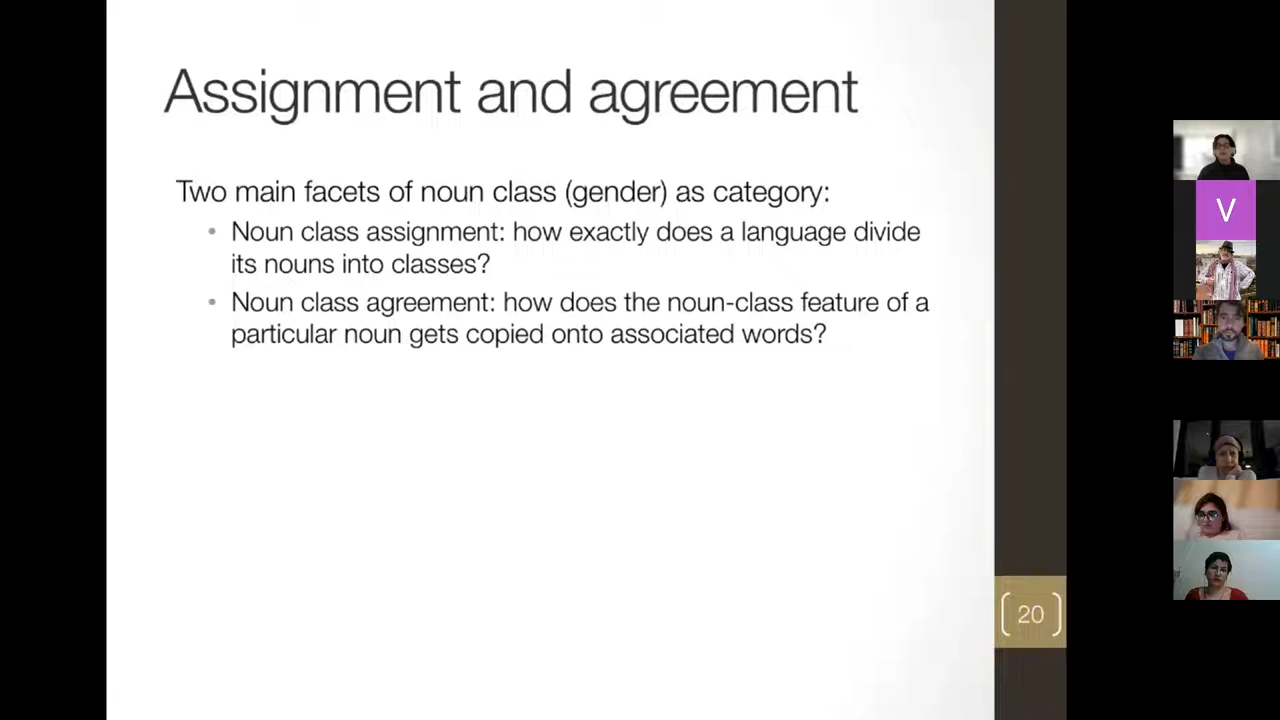 Assignment and agreement
Two main facets of noun class (gender) as category:
• Noun class assignment: how exactly does a language divide
its nouns into classes?
• Noun class agreement: how does the noun-class feature of a
particular noun gets copied onto associated words?
20
V